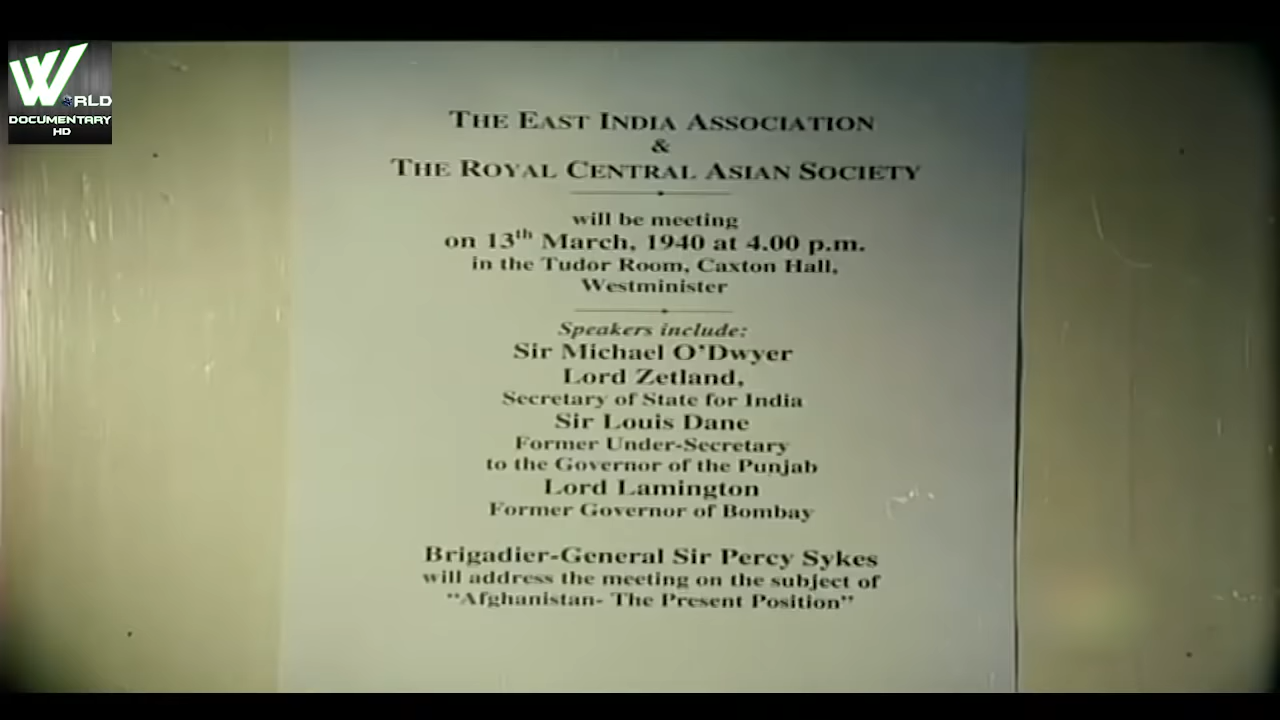 WORLD
DOCUMENTARY
HD
THE EAST INDIA ASSOCIATION
&
THE ROYAL CENTRAL ASIAN SOCIETY
will be meeting
on 13th March, 1940 at 4.00 p.m.
in the Tudor Room, Caxton Hall,
Westminister
Speakers include:
Sir Michael O'Dwyer
Lord Zetland,
Secretary of State for India
Sir Louis Dane
Former Under-Secretary
to the Governor of the Punjab
Lord Lamington
Former Governor of Bombay
Brigadier-General Sir Percy Sykes
will address the meeting on the subject of
"Afghanistan- The Present Position"